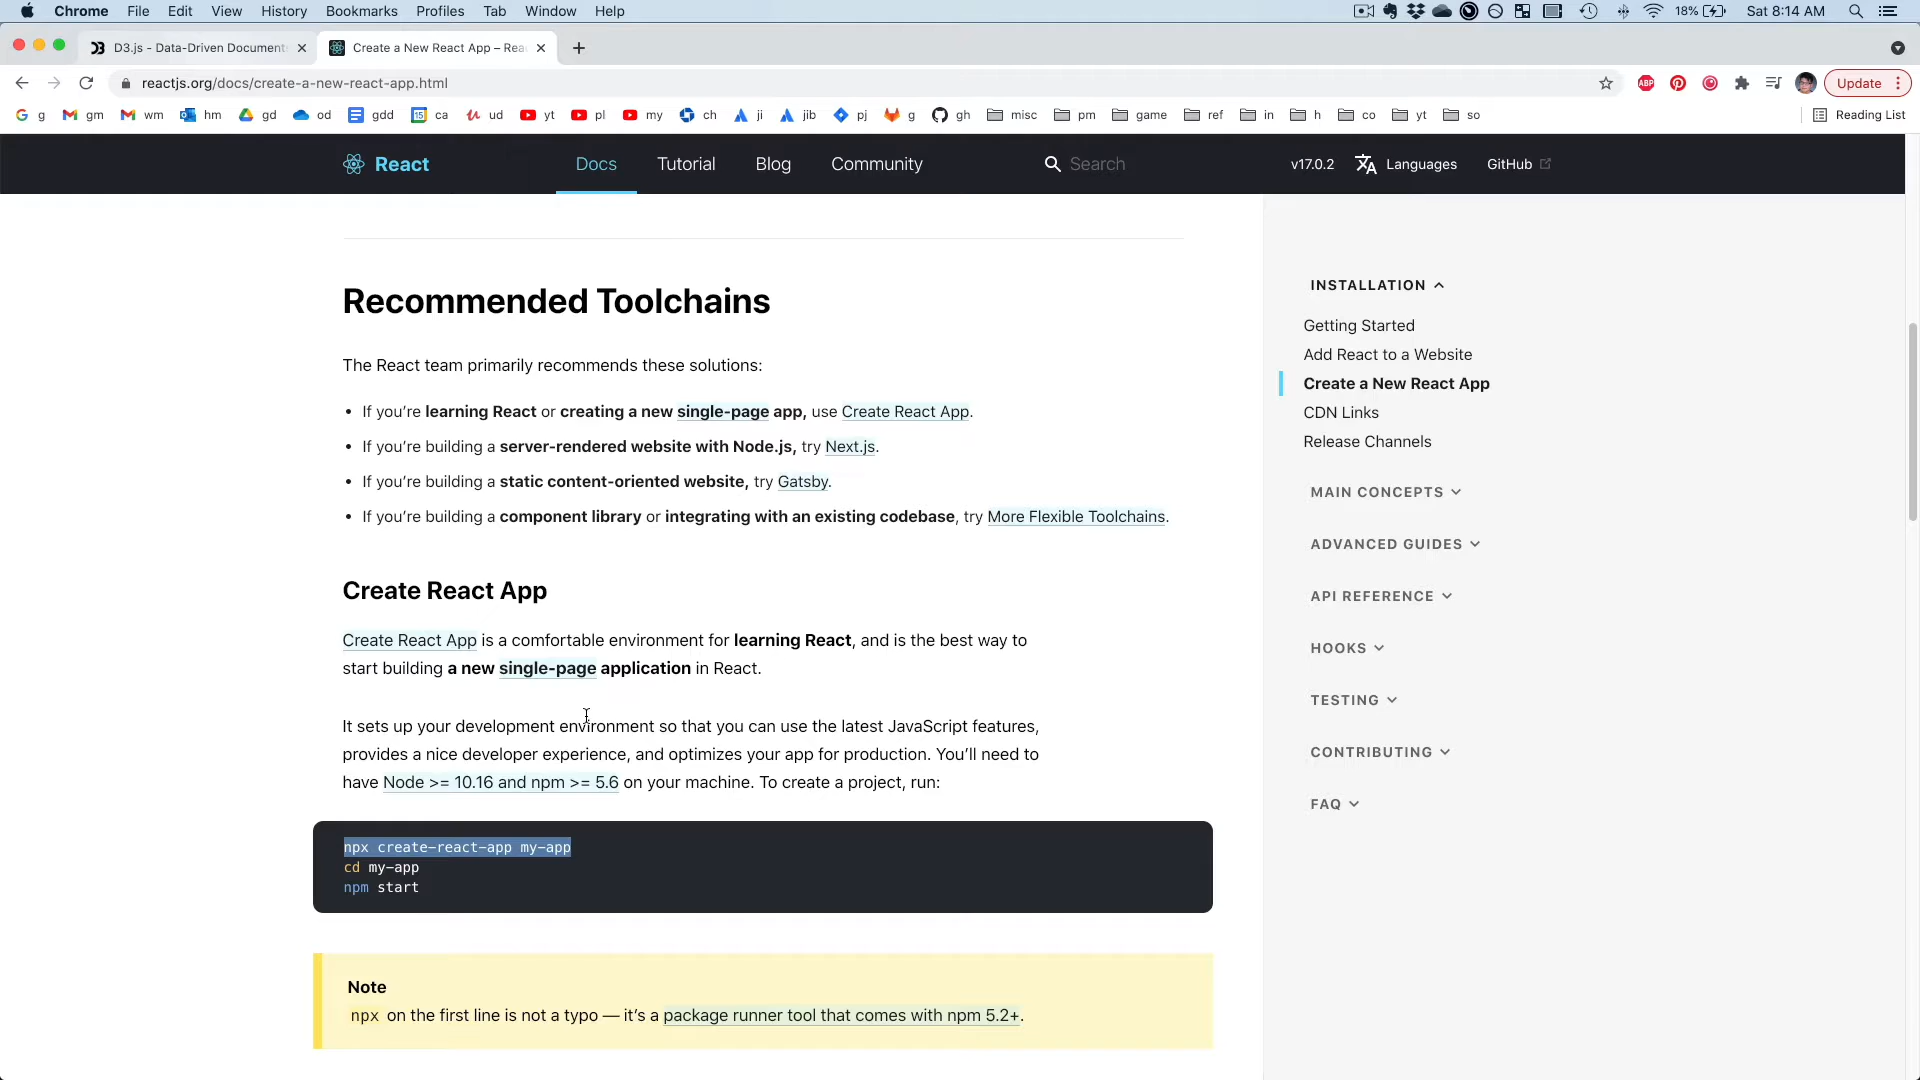 Chrome File Edit View History Bookmarks Profiles Tab Window Help 18% Sat 8:14 AM
D3.js - Data-Driven Document
Create a New React App – Rea
reactjs.org/docs/create-a-new-react-app.html
ABP
Update
g gm wm hm gd od gdd ca ud yt pl my ch ji jib pj g gh misc pm game ref in h co yt so Reading List
React Docs Tutorial Blog Community Search v17.0.2 Languages GitHub
Recommended Toolchains
The React team primarily recommends these solutions:
• If you’re learning React or creating a new single-page app, use Create React App.
• If you’re building a server-rendered website with Node.js, try Next.js.
• If you’re building a static content-oriented website, try Gatsby.
• If you’re building a component library or integrating with an existing codebase, try More Flexible Toolchains.
Create React App
Create React App is a comfortable environment for learning React, and is the best way to
start building a new single-page application in React.
It sets up your development environment so that you can use the latest JavaScript features,
provides a nice developer experience, and optimizes your app for production. You’ll need to
have Node >= 10.16 and npm >= 5.6 on your machine. To create a project, run:
npx create-react-app my-app
cd my-app
npm start
Note
npx on the first line is not a typo — it’s a package runner tool that comes with npm 5.2+.
INSTALLATION
Getting Started
Add React to a Website
Create a New React App
CDN Links
Release Channels
MAIN CONCEPTS
ADVANCED GUIDES
API REFERENCE
HOOKS
TESTING
CONTRIBUTING
FAQ